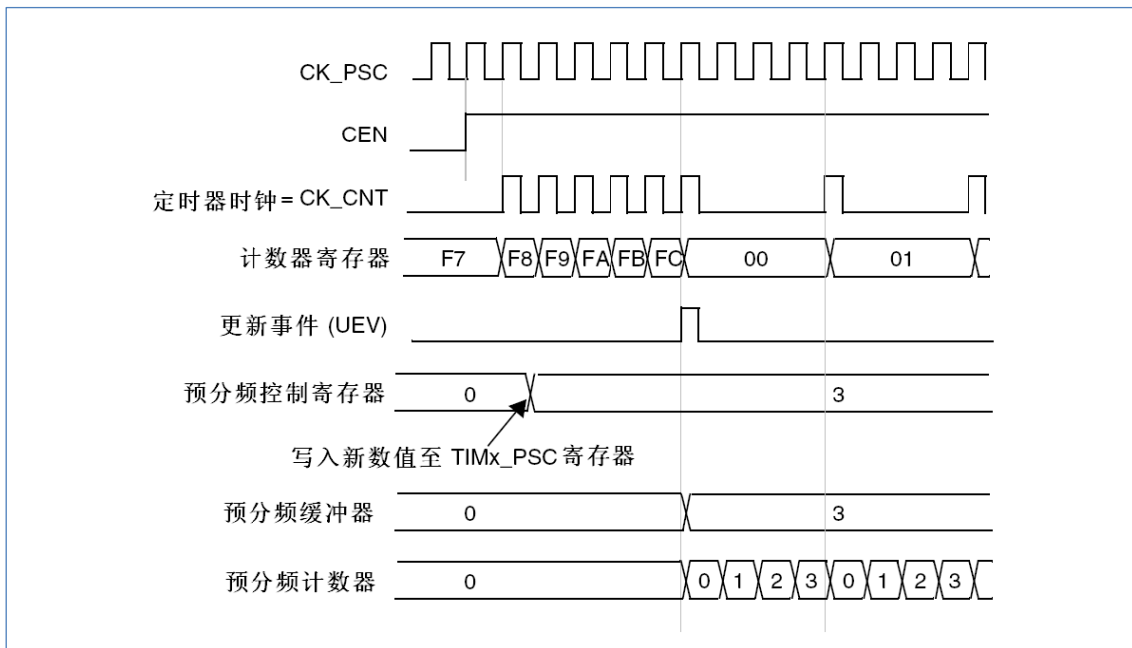 CK_PSC
CEN
定时器时钟 = CK_CNT
计数器寄存器 F7 F8 F9 FA FB FC 00 01
更新事件 (UEV)
预分频控制寄存器 0 3
写入新数值至 TIMx_PSC 寄存器
预分频缓冲器 0 3
预分频计数器 0 0 1 2 3 0 1 2 3